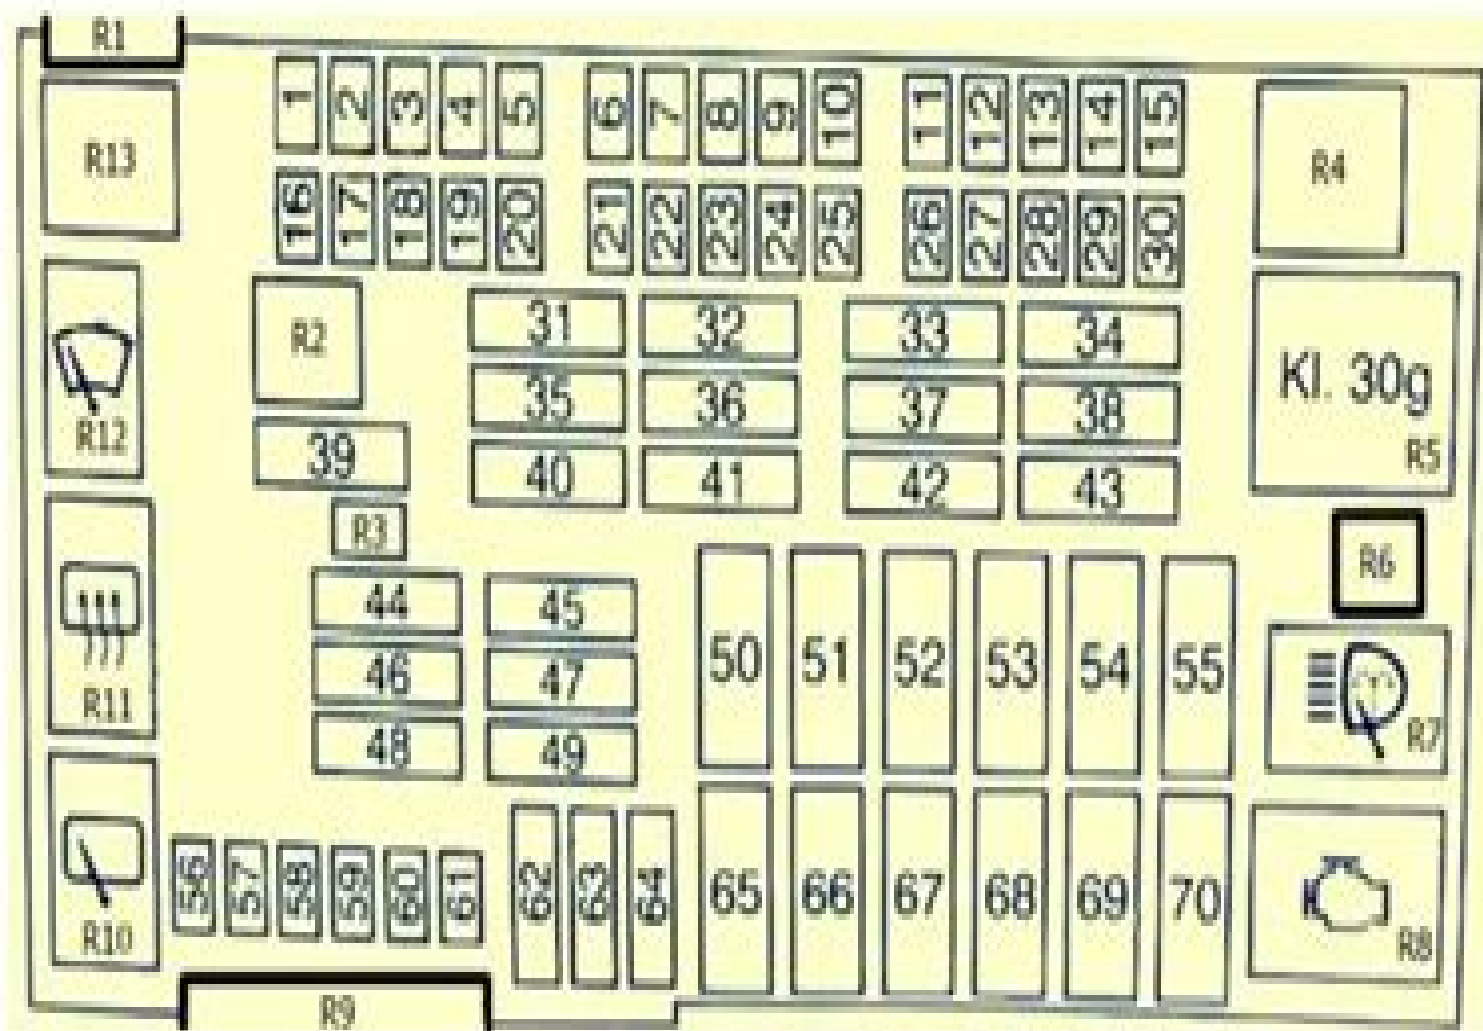 R1
R13
1 2 3 4 5 6 7 8 9 10 11 12 13 14 15
16 17 18 19 20 21 22 23 24 25 26 27 28 29 30
R4
R2
31 32 33 34
35 36 37 38
Kl. 30g
R5
R12
39
40 41 42 43
R3
R6
44 45
46 47
48 49
50 51 52 53 54 55
R11
R7
56 57 58 59 60 61 62 63 64
65 66 67 68 69 70
R10
R8
R9